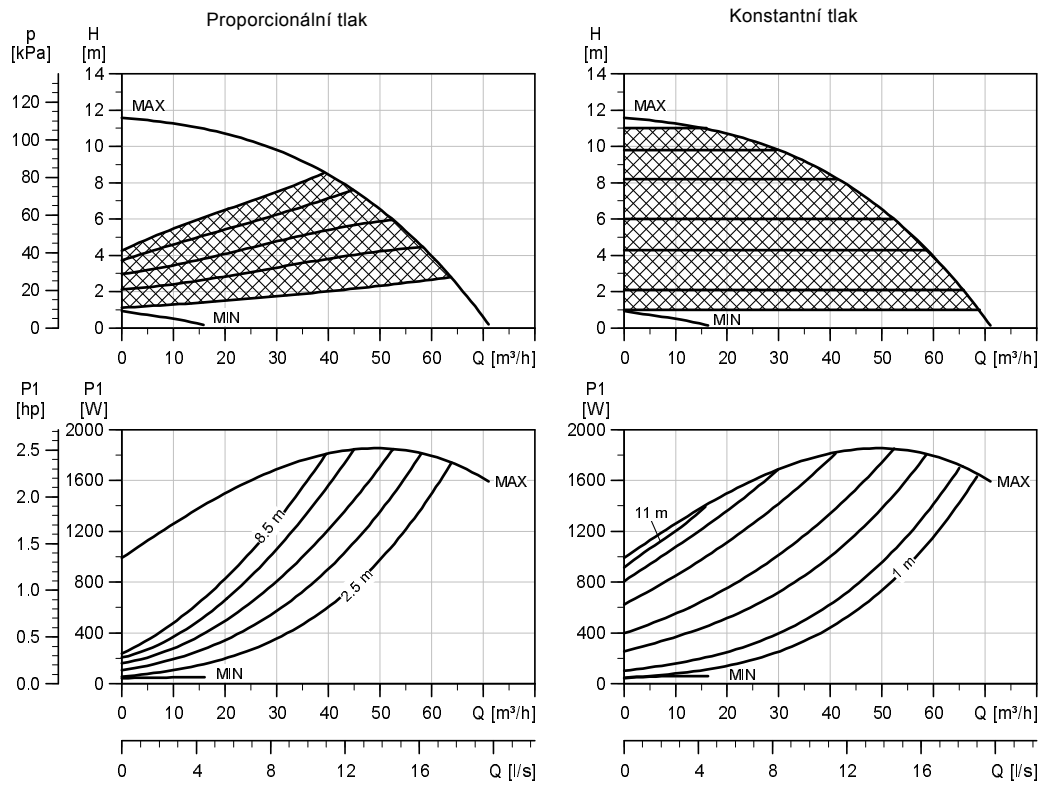 Proporcionální tlak
Konstantní tlak
p
[kPa]
H
[m]
120
100
80
60
40
20
0
14
12
10
8
6
4
2
0
MAX
MIN
0 10 20 30 40 50 60 Q [m³/h]
H
[m]
14
12
10
8
6
4
2
0
MAX
MIN
0 10 20 30 40 50 60 Q [m³/h]
P1
[hp]
P1
[W]
2.5
2.0
1.5
1.0
0.5
0.0
2000
1600
1200
800
400
0
MAX
8.5 m
2.5 m
MIN
0 10 20 30 40 50 60 Q [m³/h]
0 4 8 12 16 Q [l/s]
P1
[W]
2000
1600
1200
800
400
0
MAX
11 m
1 m
MIN
0 10 20 30 40 50 60 Q [m³/h]
0 4 8 12 16 Q [l/s]